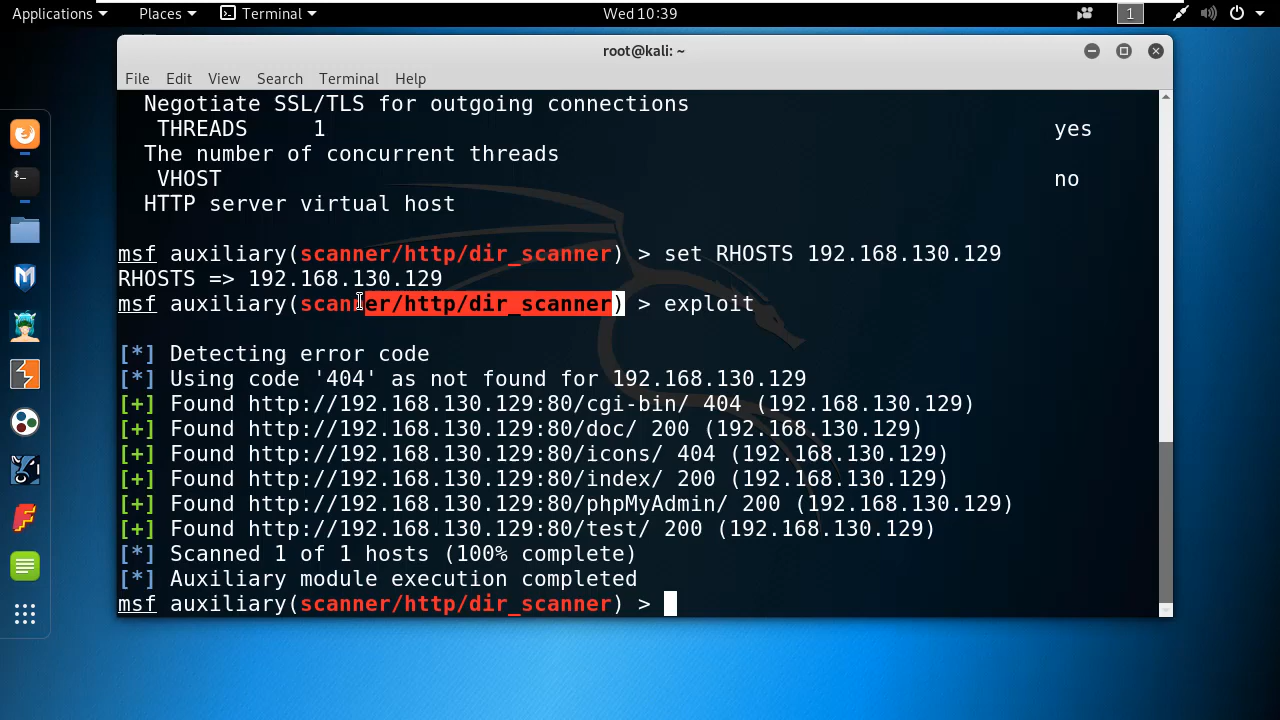 Applications Places Terminal Wed 10:39 1
root@kali: ~
File Edit View Search Terminal Help
Negotiate SSL/TLS for outgoing connections
THREADS 1 yes
The number of concurrent threads
VHOST no
HTTP server virtual host
msf auxiliary(scanner/http/dir_scanner) > set RHOSTS 192.168.130.129
RHOSTS => 192.168.130.129
msf auxiliary(scanner/http/dir_scanner) > exploit
[*] Detecting error code
[*] Using code '404' as not found for 192.168.130.129
[+] Found http://192.168.130.129:80/cgi-bin/ 404 (192.168.130.129)
[+] Found http://192.168.130.129:80/doc/ 200 (192.168.130.129)
[+] Found http://192.168.130.129:80/icons/ 404 (192.168.130.129)
[+] Found http://192.168.130.129:80/index/ 200 (192.168.130.129)
[+] Found http://192.168.130.129:80/phpMyAdmin/ 200 (192.168.130.129)
[+] Found http://192.168.130.129:80/test/ 200 (192.168.130.129)
[*] Scanned 1 of 1 hosts (100% complete)
[*] Auxiliary module execution completed
msf auxiliary(scanner/http/dir_scanner) >